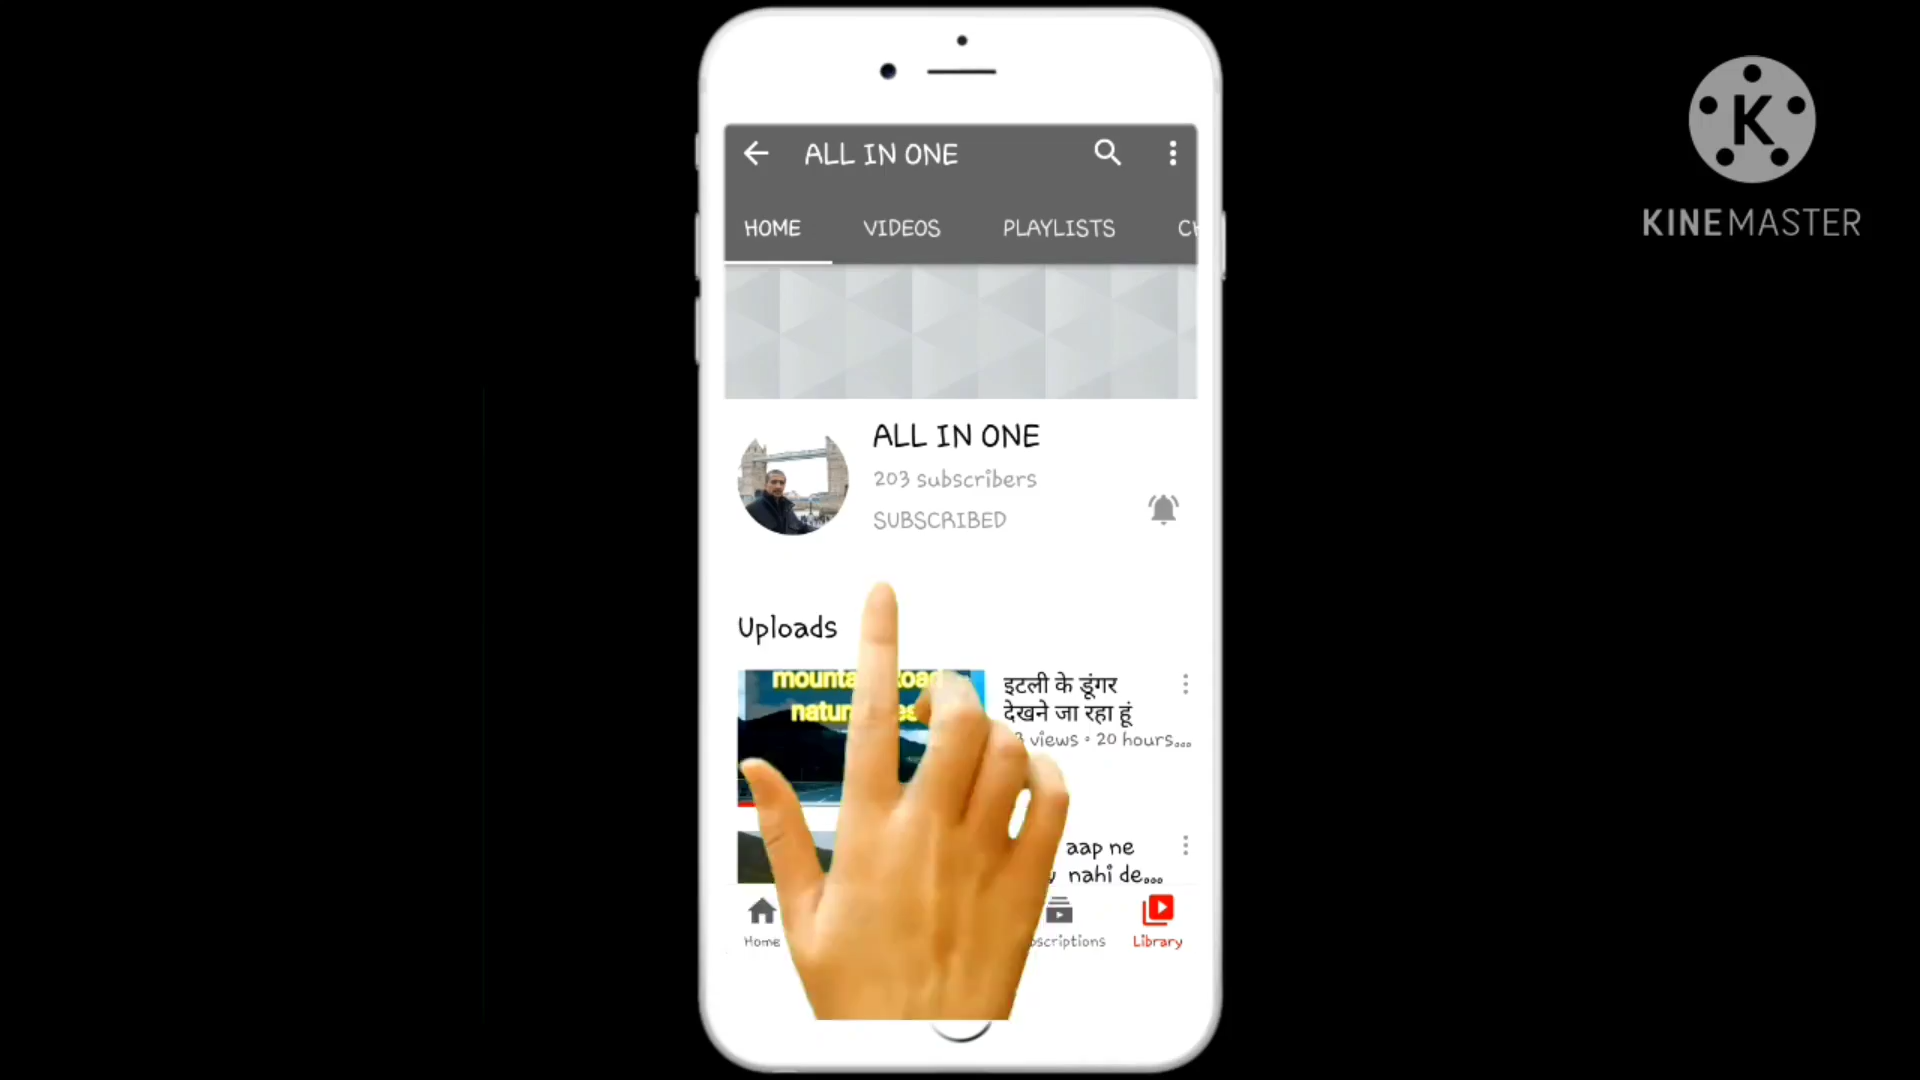 ALL IN ONE
HOME VIDEOS PLAYLISTS
ALL IN ONE
203 subscribers
SUBSCRIBED
Uploads
इटली के डूंगर
देखने जा रहा हूं
views • 20 hours...
aap ne
nahi de...
Home
Library
K
KINEMASTER